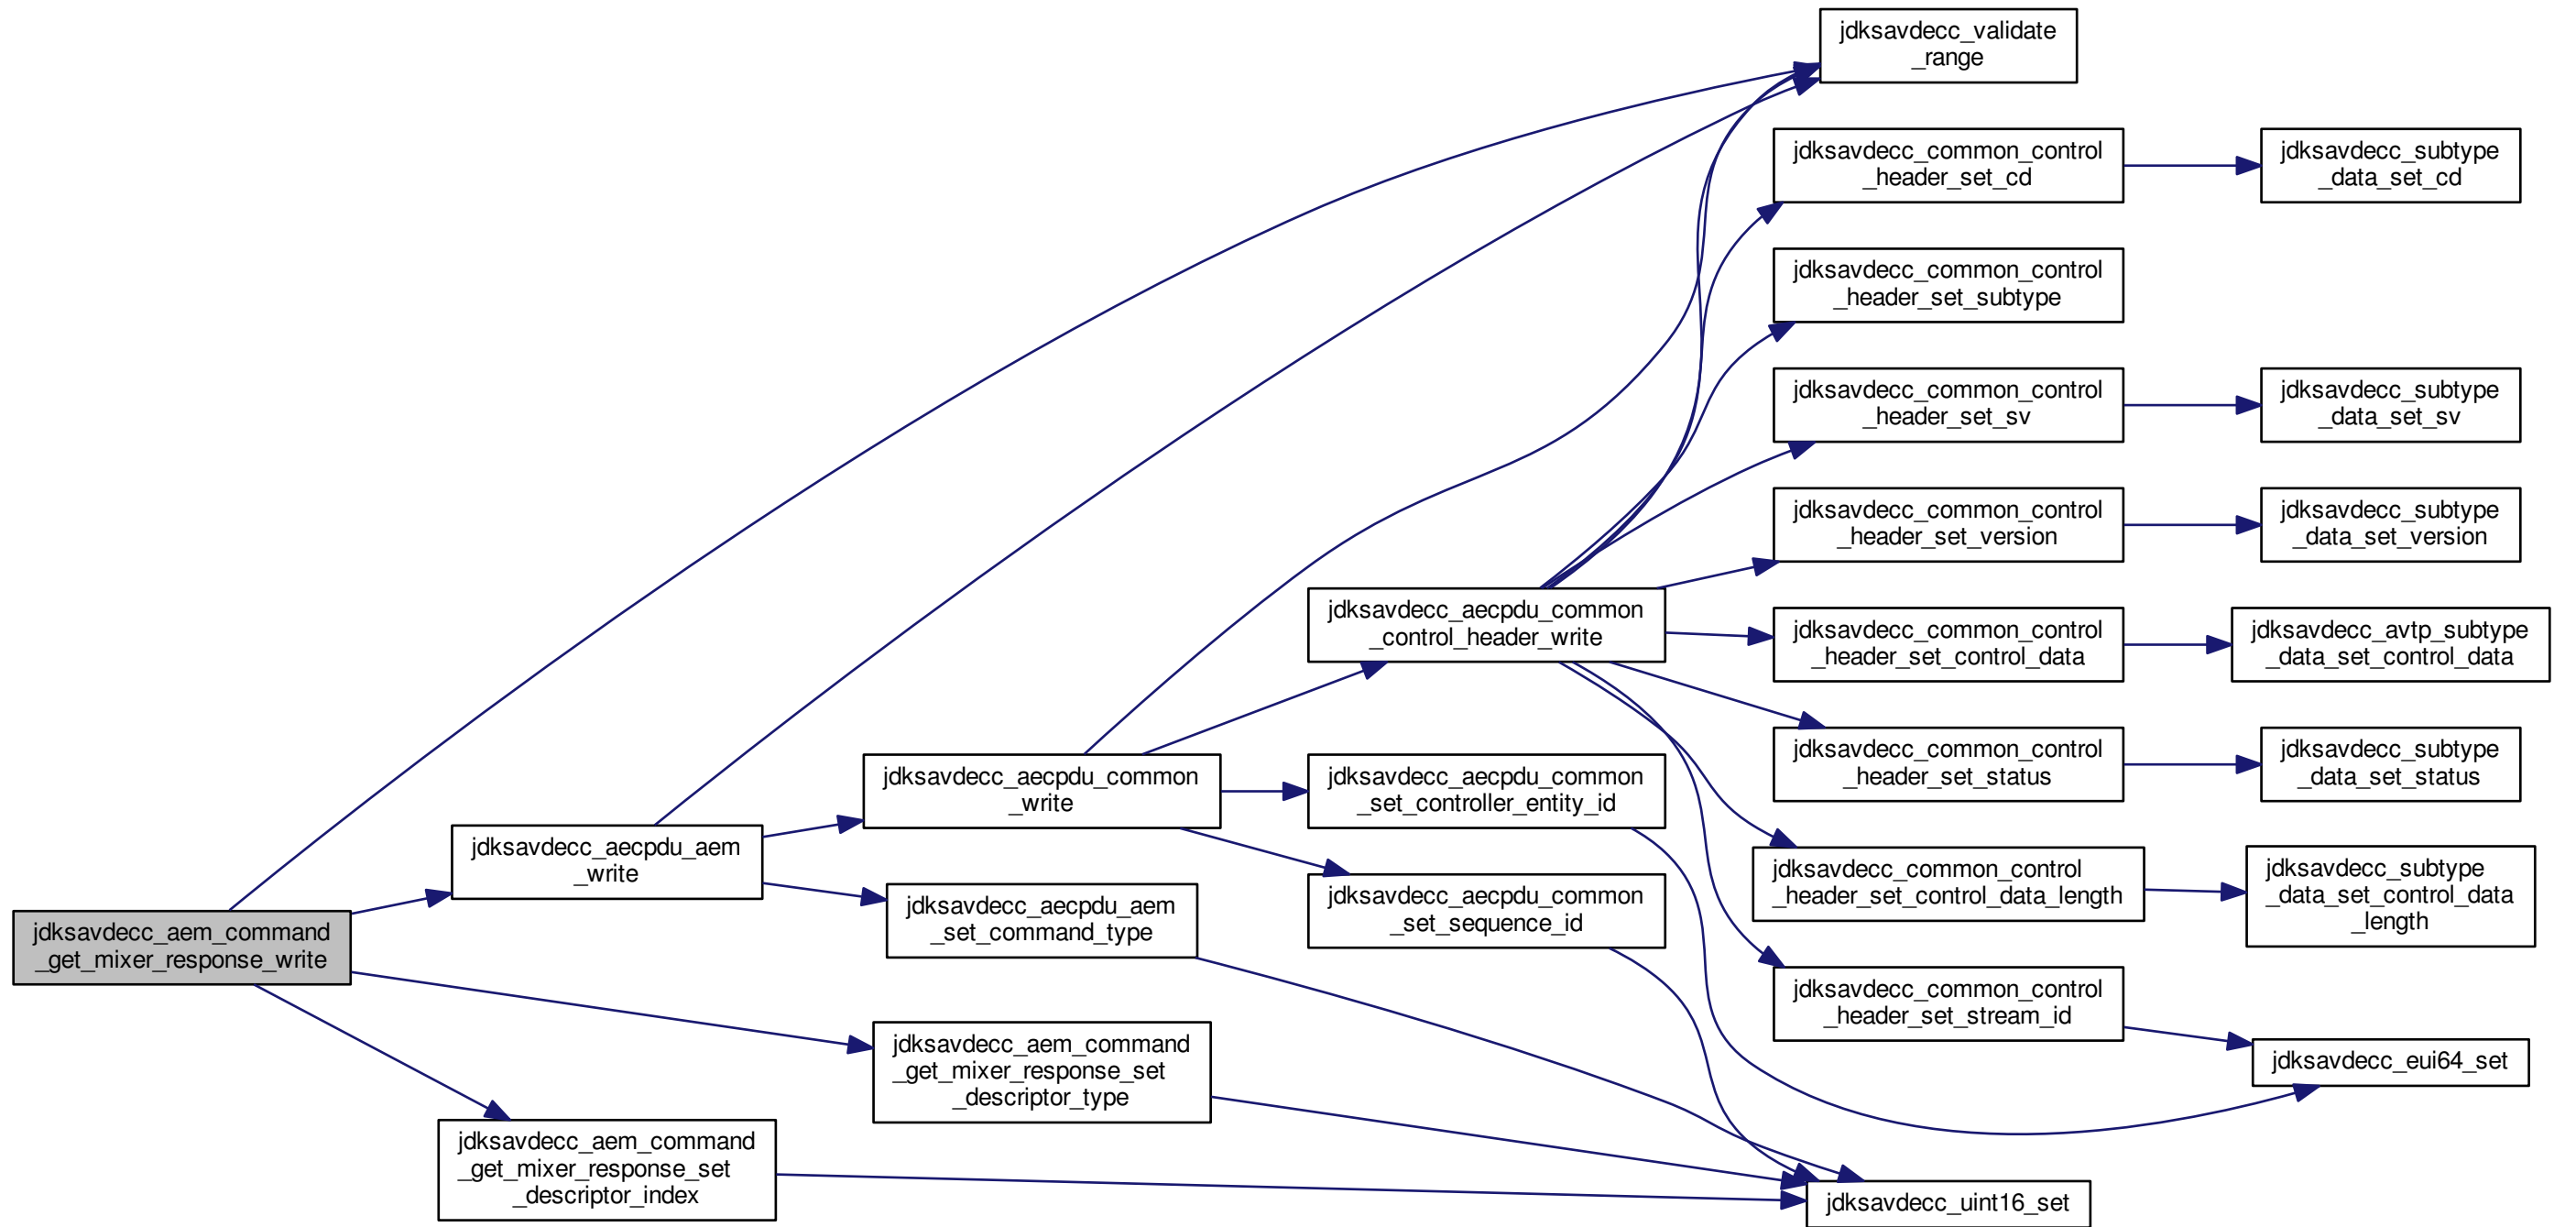 jdksavdecc_validate
_range
jdksavdecc_common_control
_header_set_cd
jdksavdecc_subtype
_data_set_cd
jdksavdecc_common_control
_header_set_subtype
jdksavdecc_common_control
_header_set_sv
jdksavdecc_subtype
_data_set_sv
jdksavdecc_common_control
_header_set_version
jdksavdecc_subtype
_data_set_version
jdksavdecc_aecpdu_common
_control_header_write
jdksavdecc_common_control
_header_set_control_data
jdksavdecc_avtp_subtype
_data_set_control_data
jdksavdecc_common_control
_header_set_status
jdksavdecc_subtype
_data_set_status
jdksavdecc_aecpdu_common
_write
jdksavdecc_aecpdu_common
_set_controller_entity_id
jdksavdecc_aecpdu_aem
_write
jdksavdecc_common_control
_header_set_control_data_length
jdksavdecc_subtype
_data_set_control_data
_length
jdksavdecc_aecpdu_aem
_set_command_type
jdksavdecc_aecpdu_common
_set_sequence_id
jdksavdecc_aem_command
_get_mixer_response_write
jdksavdecc_common_control
_header_set_stream_id
jdksavdecc_eui64_set
jdksavdecc_aem_command
_get_mixer_response_set
_descriptor_type
jdksavdecc_aem_command
_get_mixer_response_set
_descriptor_index
jdksavdecc_uint16_set